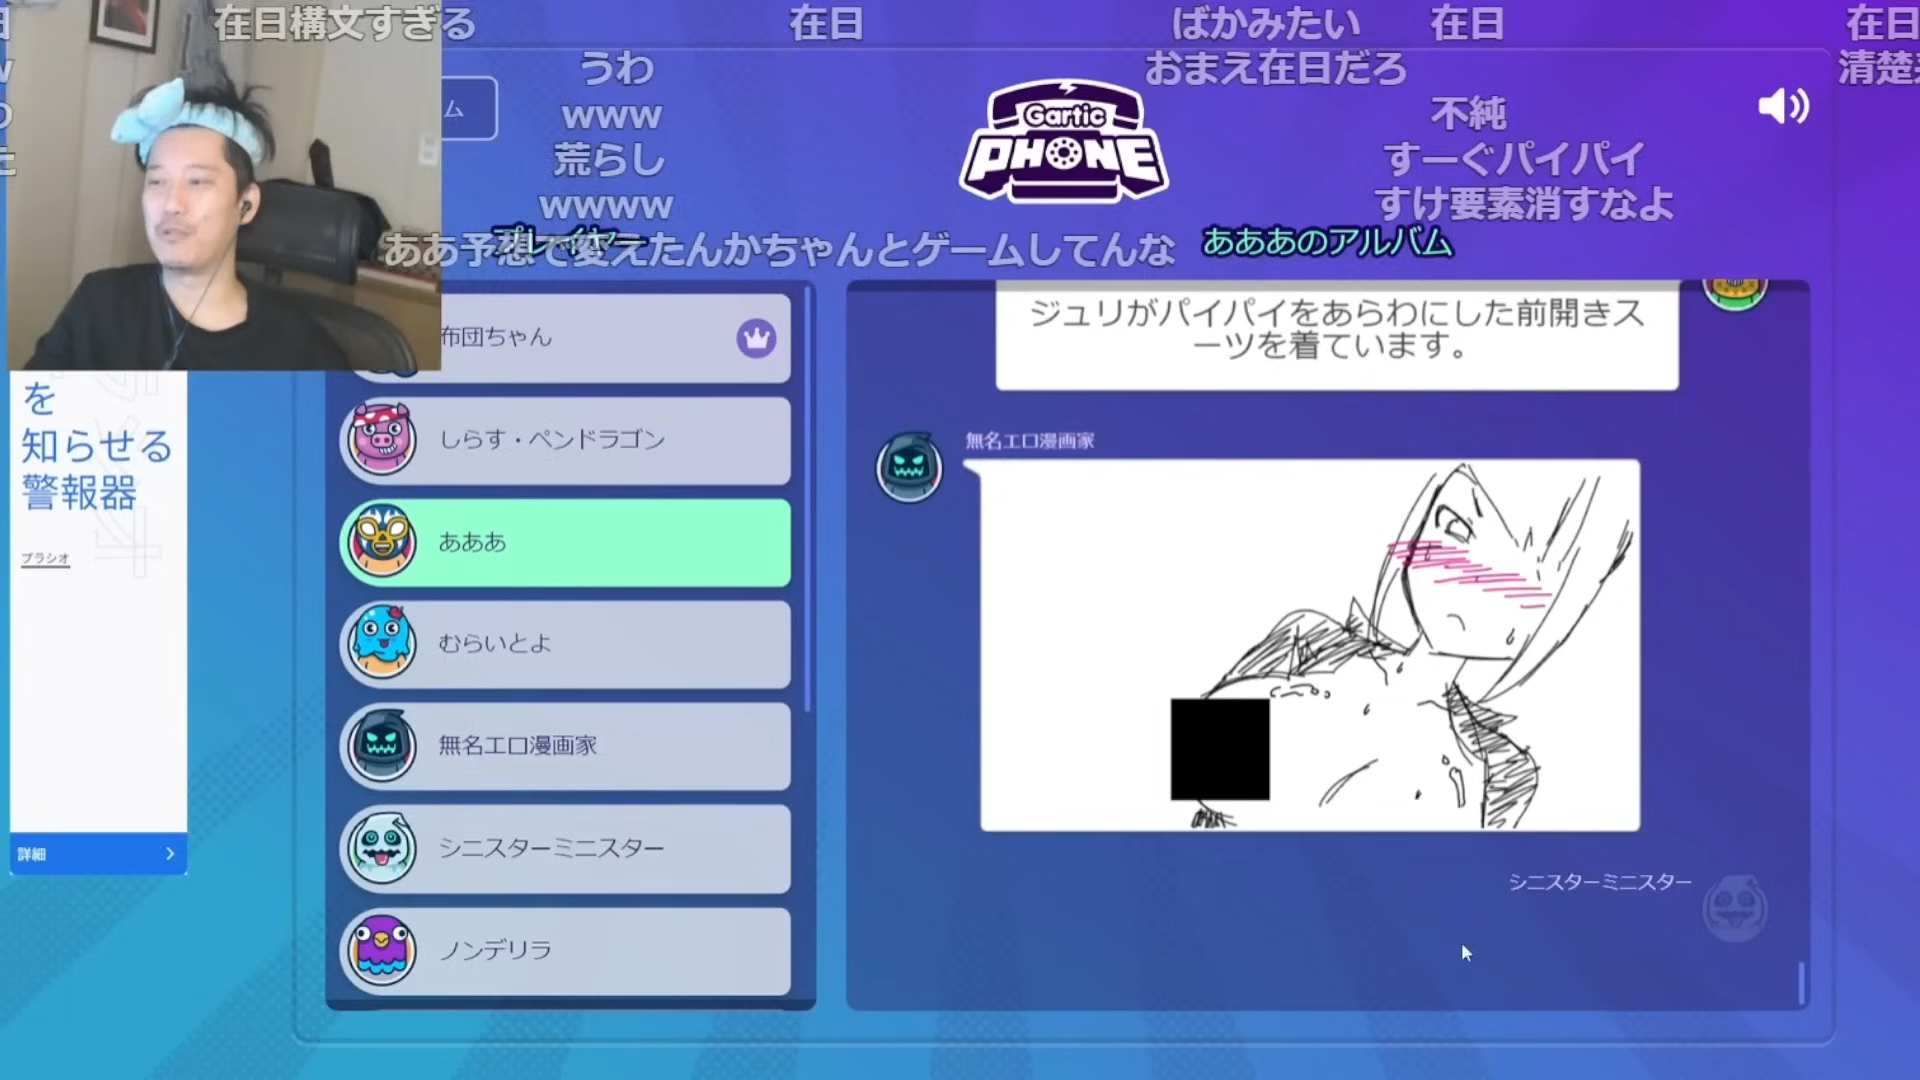 在日構文すぎる
在日
ばかみたい
在日
在日
うわ
おまえ在日だろ
清楚
ム
www
不純
荒らし
すーぐパイパイ
wwww
すけ要素消すなよ
プレイヤー
ああ予想で変えたんかちゃんとゲームしてんな
あああのアルバム
Gartic
PHONE
布団ちゃん
しらす・ペンドラゴン
あああ
むらいとよ
無名エロ漫画家
シニスターミニスター
ノンデリラ
ジュリがパイパイをあらわにした前開きス
ーツを着ています。
無名エロ漫画家
シニスターミニスター
を
知らせる
警報器
ブラシオ
詳細